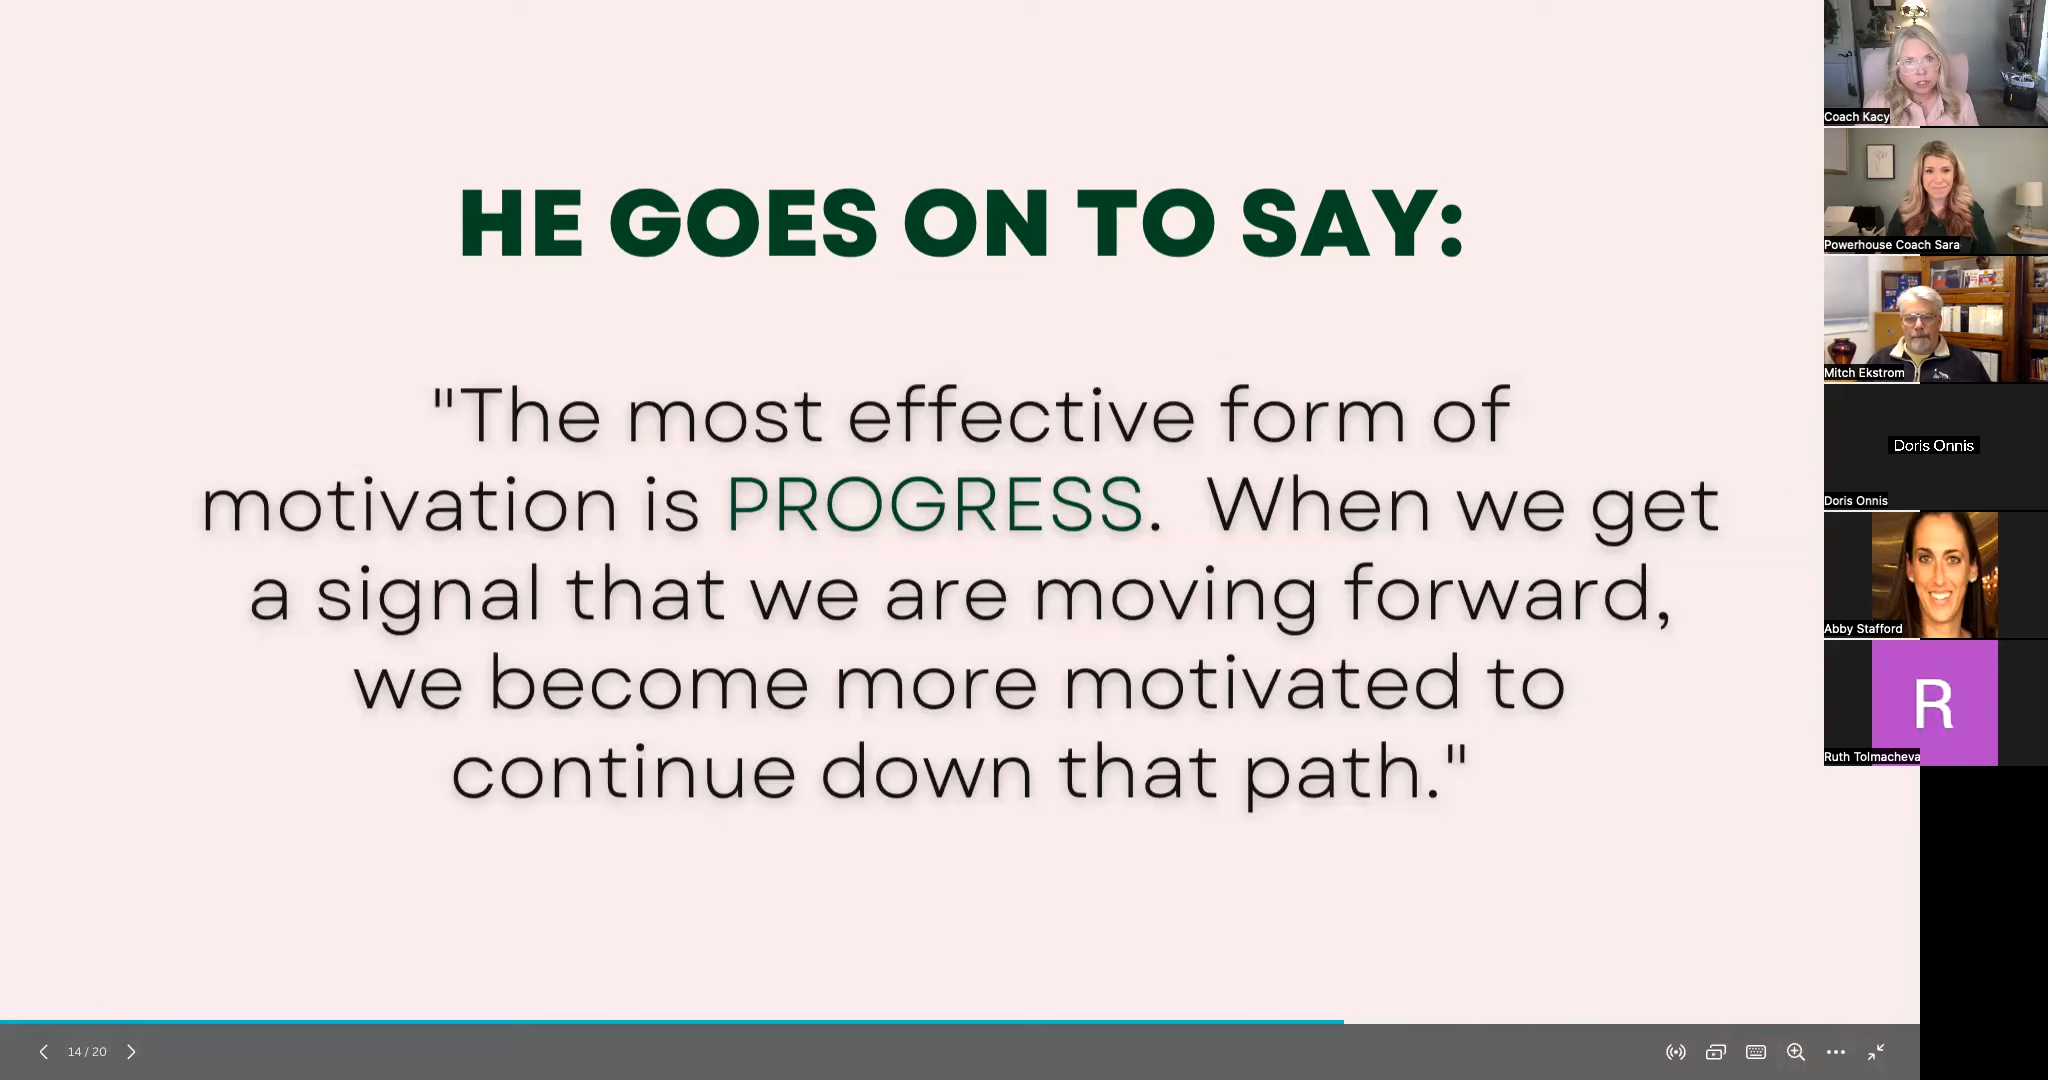 HE GOES ON TO SAY:
"The most effective form of
motivation is PROGRESS.  When we get
a signal that we are moving forward,
we become more motivated to
continue down that path."
14 / 20
Coach Kacy
Powerhouse Coach Sara
Mitch Ekstrom
Doris Onnis
Doris Onnis
Abby Stafford
R
Ruth Tolmacheva